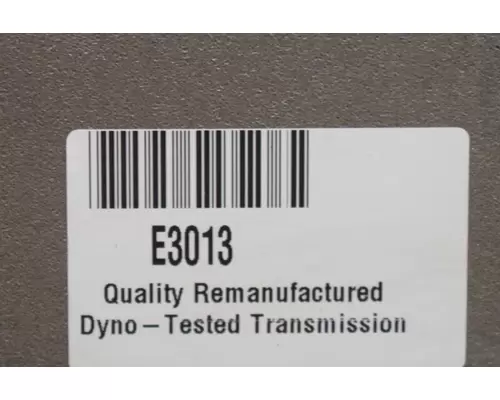 E3013
Quality Remanufactured
Dyno-Tested Transmission